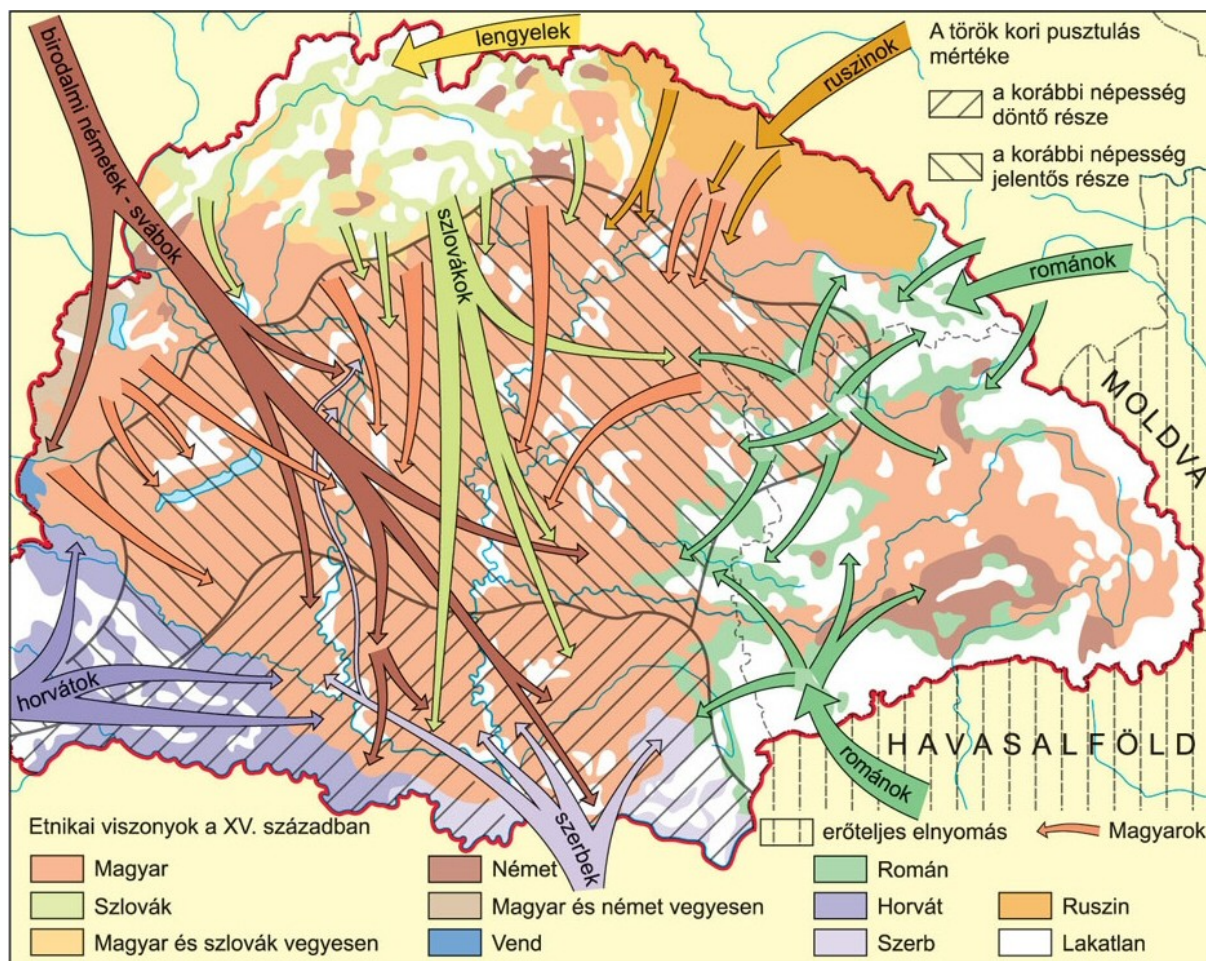 lengyelek
ruszinok
birodalmi németek - svábok
szlovákok
románok
MOLDVA
horvátok
szerbek
románok
HAVASALFÖLD
A török kori pusztulás
mértéke
a korábbi népesség
döntő része
a korábbi népesség
jelentős része
Etnikai viszonyok a XV. században
erőteljes elnyomás
Magyarok
Magyar
Német
Román
Szlovák
Magyar és német vegyesen
Horvát
Ruszin
Magyar és szlovák vegyesen
Vend
Szerb
Lakatlan